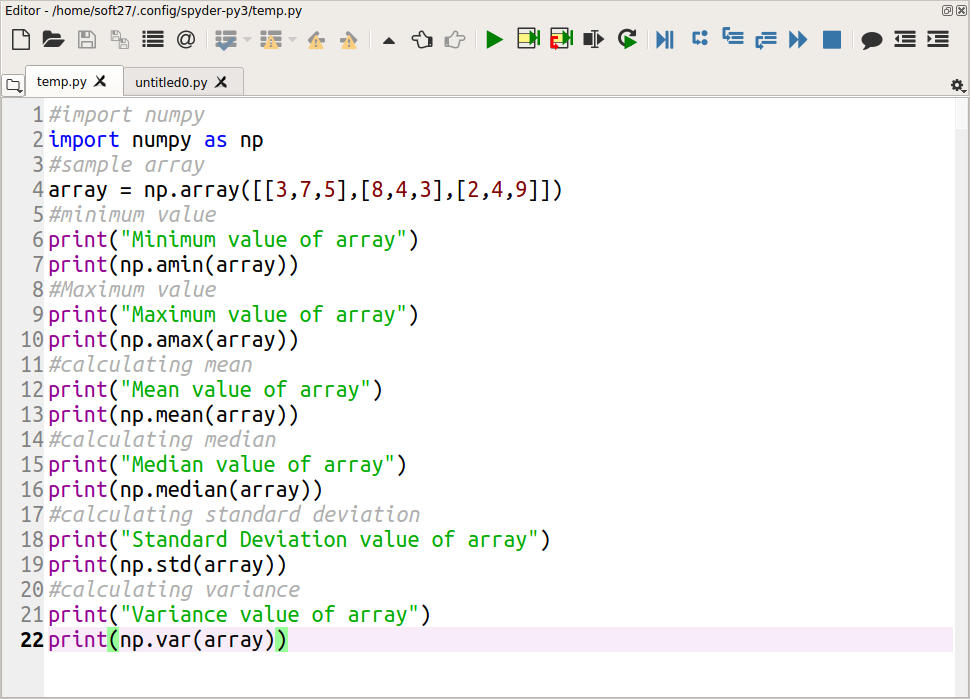 Editor - /home/soft27/.config/spyder-py3/temp.py
temp.py
untitled0.py
1 #import numpy
2 import numpy as np
3 #sample array
4 array = np.array([[3,7,5],[8,4,3],[2,4,9]])
5 #minimum value
6 print("Minimum value of array")
7 print(np.amin(array))
8 #Maximum value
9 print("Maximum value of array")
10 print(np.amax(array))
11 #calculating mean
12 print("Mean value of array")
13 print(np.mean(array))
14 #calculating median
15 print("Median value of array")
16 print(np.median(array))
17 #calculating standard deviation
18 print("Standard Deviation value of array")
19 print(np.std(array))
20 #calculating variance
21 print("Variance value of array")
22 print(np.var(array))